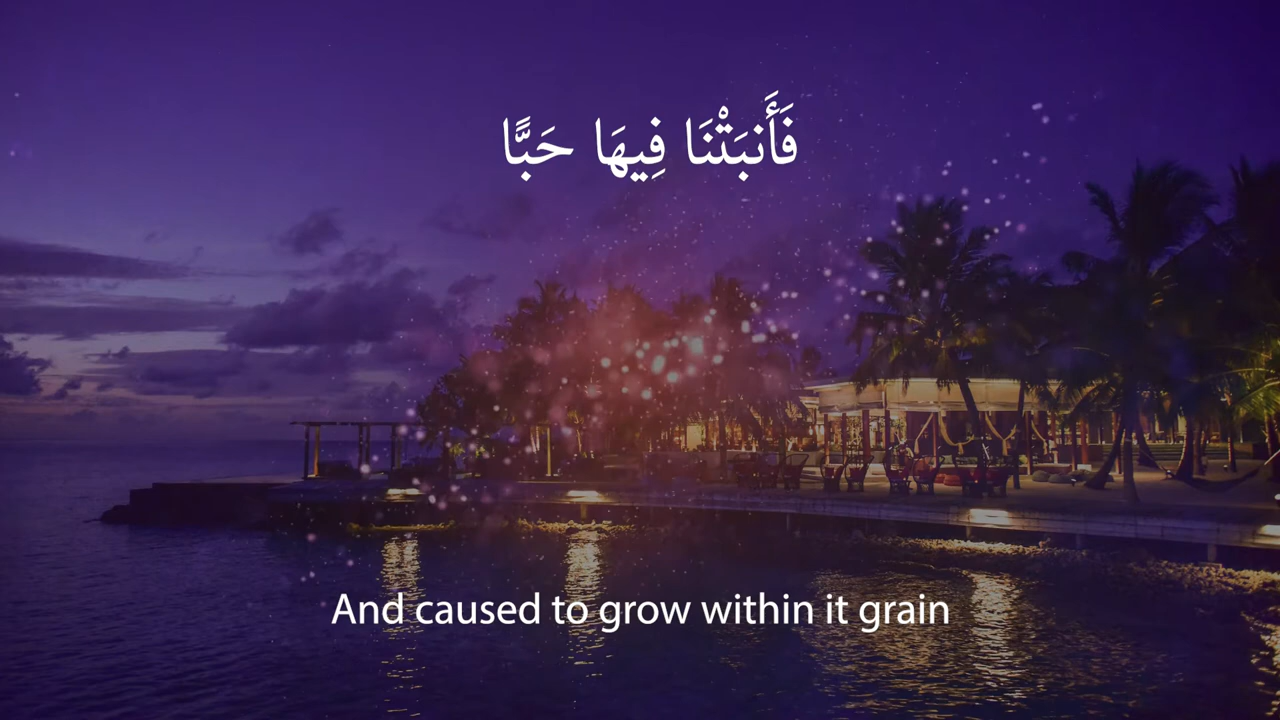 فَأَنبَتْنَا فِيهَا حَبًّا
And caused to grow within it grain